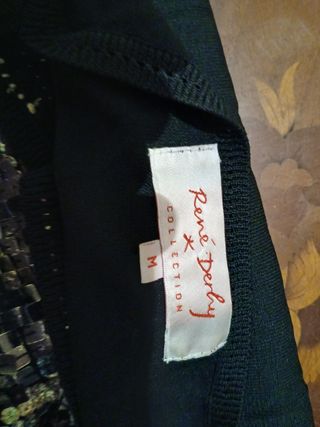 René Derhy
COLLECTION
M